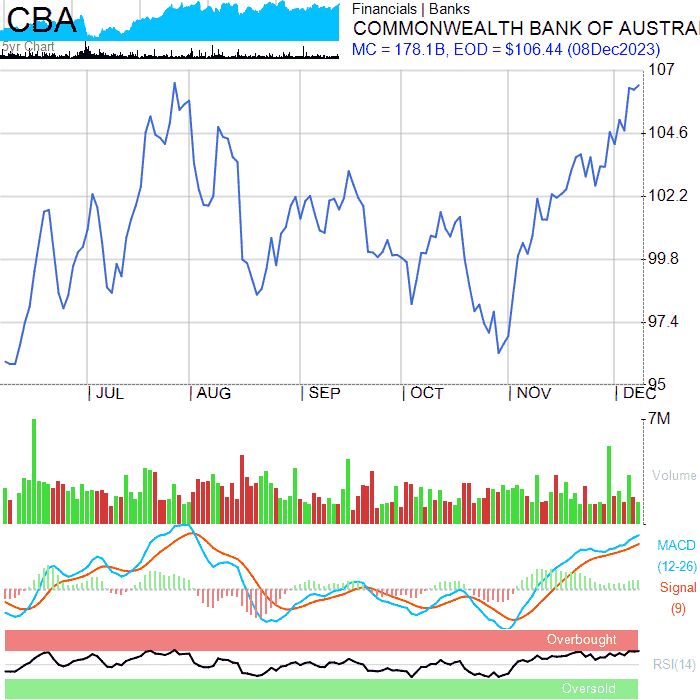 CBA
5yr Chart
Financials | Banks
COMMONWEALTH BANK OF AUSTRA
MC = 178.1B, EOD = $106.44 (08Dec2023)
107
104.6
102.2
99.8
97.4
95
JUL AUG SEP OCT NOV DEC
7M
Volume
MACD
(12-26)
Signal
(9)
Overbought
RSI(14)
Oversold